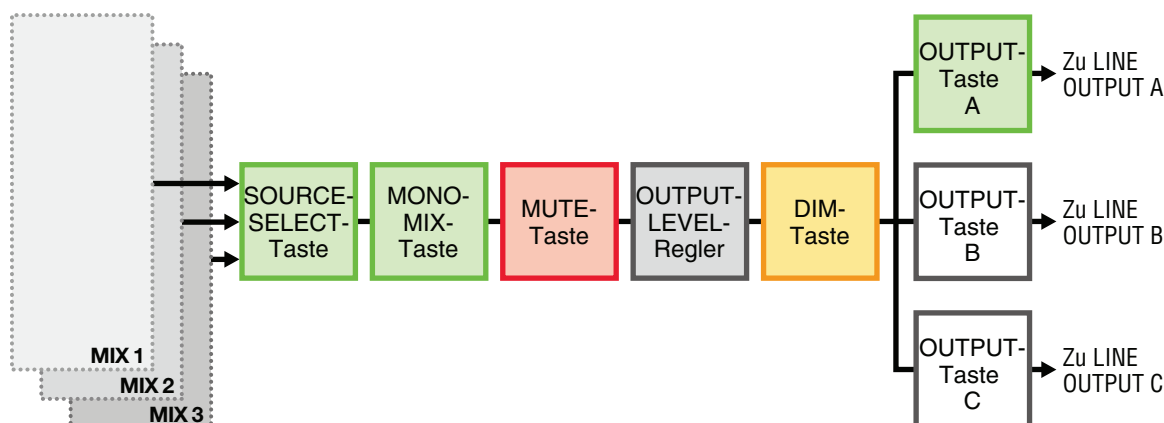 MIX 1
MIX 2
MIX 3
SOURCE-
SELECT-
Taste
MONO-
MIX-
Taste
MUTE-
Taste
OUTPUT-
LEVEL-
Regler
DIM-
Taste
OUTPUT-
Taste
A
Zu LINE
OUTPUT A
OUTPUT-
Taste
B
Zu LINE
OUTPUT B
OUTPUT-
Taste
C
Zu LINE
OUTPUT C